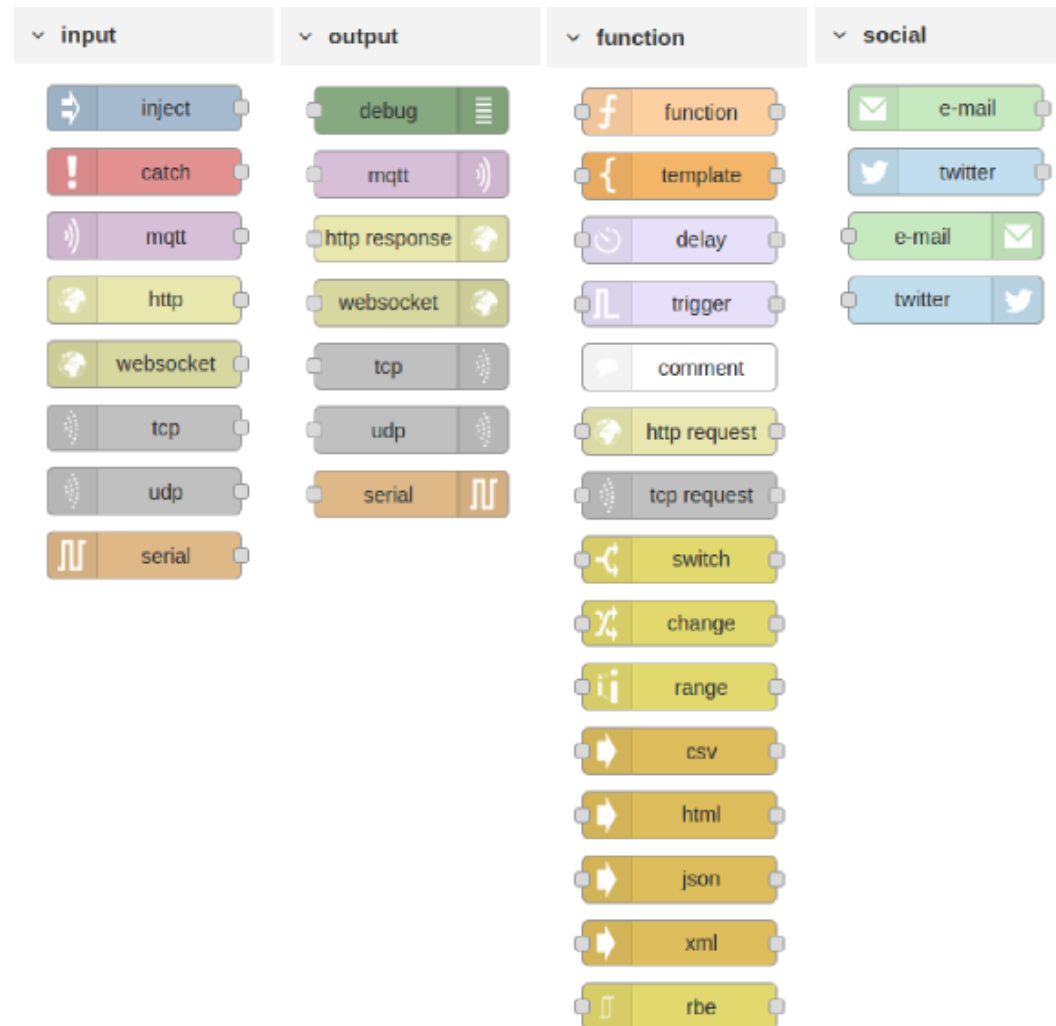 input
inject
catch
mqtt
http
websocket
tcp
udp
serial
output
debug
mqtt
http response
websocket
tcp
udp
serial
function
function
template
delay
trigger
comment
http request
tcp request
switch
change
range
csv
html
json
xml
rbe
social
e-mail
twitter
e-mail
twitter